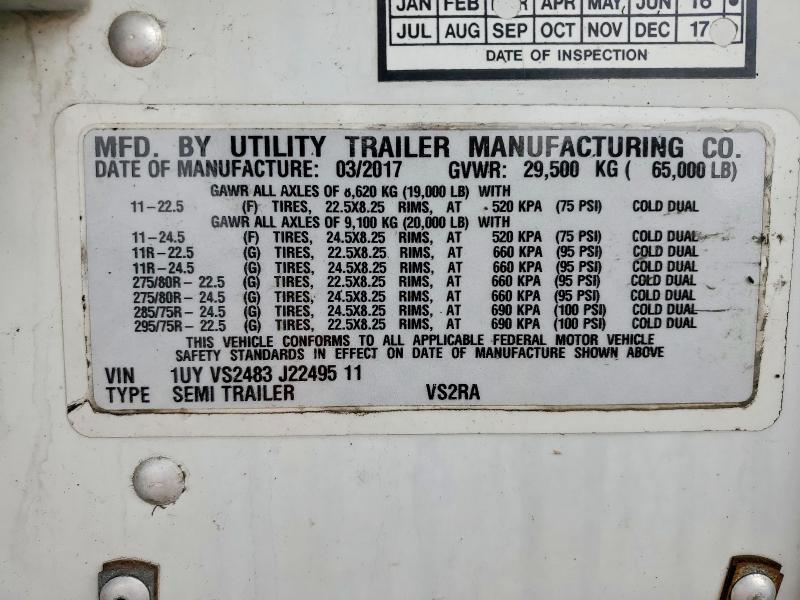 JAN FEB APR MAY JUN 16
JUL AUG SEP OCT NOV DEC 17
DATE OF INSPECTION
MFD. BY UTILITY TRAILER MANUFACTURING CO.
DATE OF MANUFACTURE: 03/2017 GVWR: 29,500 KG ( 65,000 LB)
GAWR ALL AXLES OF 8,620 KG (19,000 LB) WITH
11-22.5 (F) TIRES, 22.5X8.25 RIMS, AT 520 KPA (75 PSI) COLD DUAL
GAWR ALL AXLES OF 9,100 KG (20,000 LB) WITH
11-24.5 (F) TIRES, 24.5X8.25 RIMS, AT 520 KPA (75 PSI) COLD DUAL
11R-22.5 (G) TIRES, 22.5X8.25 RIMS, AT 660 KPA (95 PSI) COLD DUAL
11R-24.5 (G) TIRES, 24.5X8.25 RIMS, AT 660 KPA (95 PSI) COLD DUAL
275/80R-22.5 (G) TIRES, 22.5X8.25 RIMS, AT 660 KPA (95 PSI) COLD DUAL
275/80R-24.5 (G) TIRES, 24.5X8.25 RIMS, AT 660 KPA (95 PSI) COLD DUAL
285/75R-24.5 (G) TIRES, 24.5X8.25 RIMS, AT 690 KPA (100 PSI) COLD DUAL
295/75R-22.5 (G) TIRES, 22.5X8.25 RIMS, AT 690 KPA (100 PSI) COLD DUAL
THIS VEHICLE CONFORMS TO ALL APPLICABLE FEDERAL MOTOR VEHICLE
SAFETY STANDARDS IN EFFECT ON DATE OF MANUFACTURE SHOWN ABOVE
VIN 1UY VS2483 J22495 11
TYPE SEMI TRAILER VS2RA